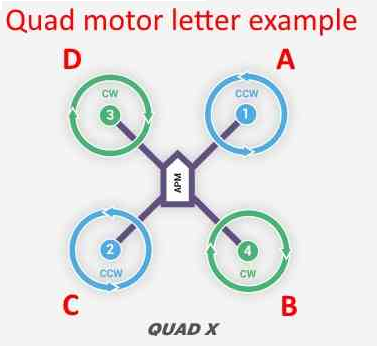 Quad motor letter example
D
A
CW
CCW
3
1
APM
2
4
CCW
CW
C
B
QUAD X